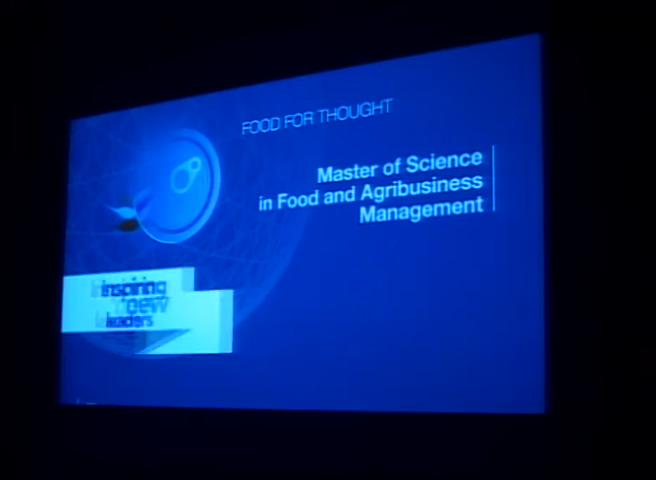 FOOD FOR THOUGHT
Master of Science
in Food and Agribusiness
Management
inspiring
new
leaders